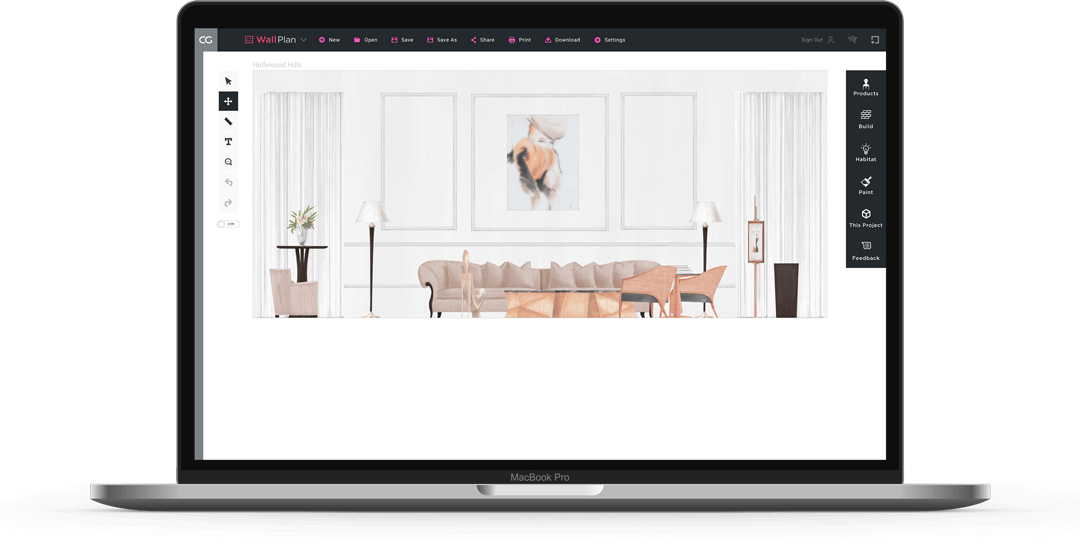 CG
WallPlan
New
Open
Save
Save As
Share
Print
Download
Settings
Sign Out
Hollywood Hills
T
cm
Products
Build
Habitat
Paint
This Project
Feedback
MacBook Pro